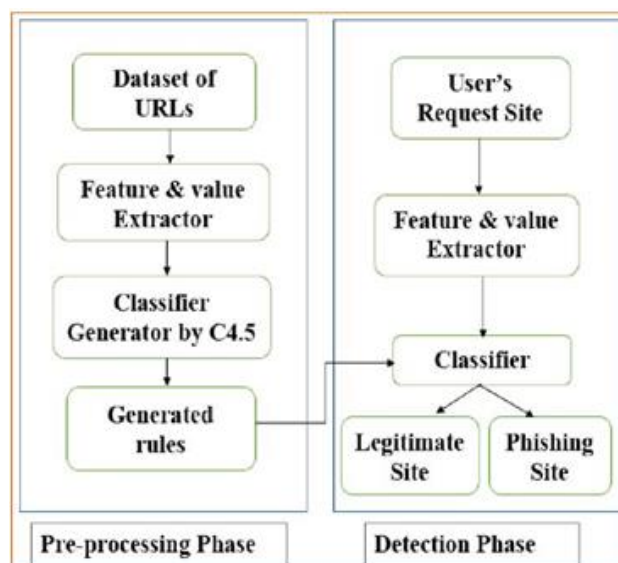 Dataset of
URLs
Feature & value
Extractor
Classifier
Generator by C4.5
Generated
rules
Pre-processing Phase
User's
Request Site
Feature & value
Extractor
Classifier
Legitimate
Site
Phishing
Site
Detection Phase